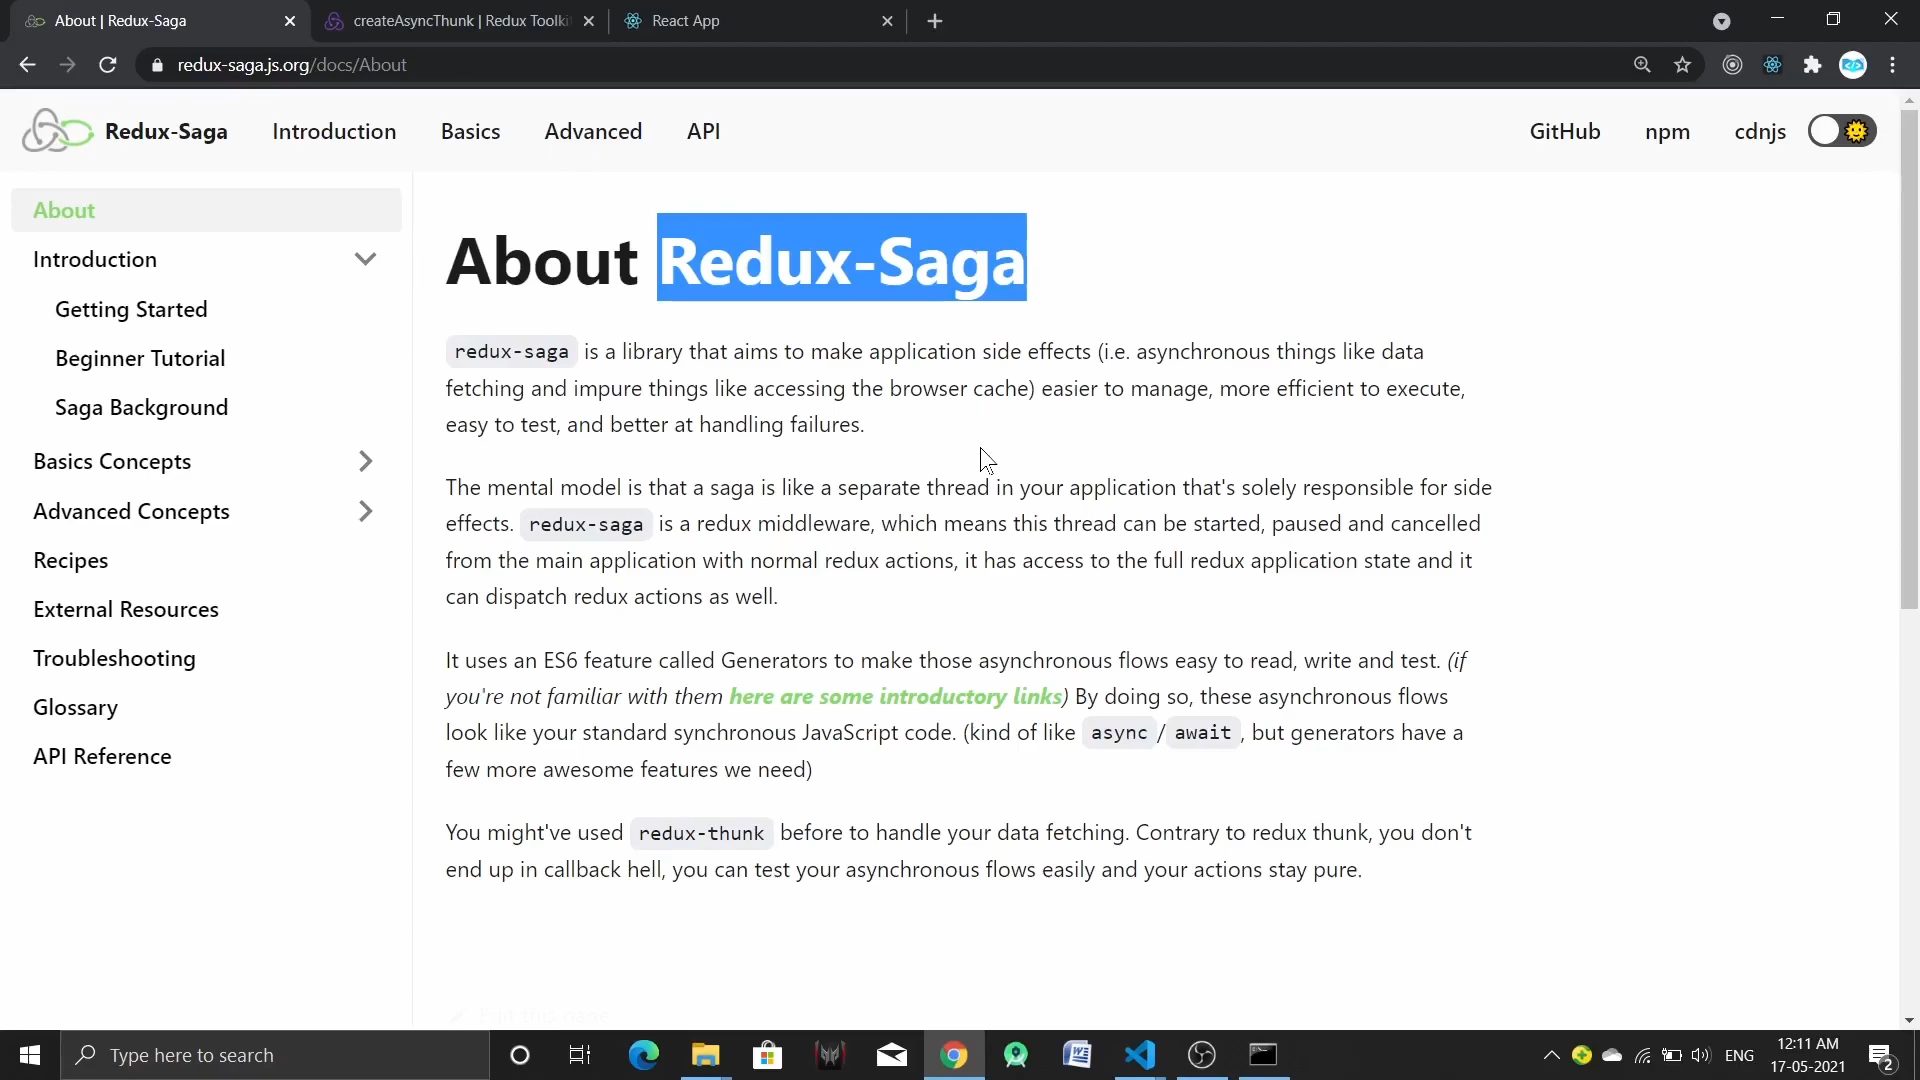 About | Redux-Saga
createAsyncThunk | Redux Toolki
React App
redux-saga.js.org/docs/About
Redux-Saga
Introduction
Basics
Advanced
API
GitHub
npm
cdnjs
About
Introduction
Getting Started
Beginner Tutorial
Saga Background
Basics Concepts
Advanced Concepts
Recipes
External Resources
Troubleshooting
Glossary
API Reference
About Redux-Saga
redux-saga is a library that aims to make application side effects (i.e. asynchronous things like data
fetching and impure things like accessing the browser cache) easier to manage, more efficient to execute,
easy to test, and better at handling failures.
The mental model is that a saga is like a separate thread in your application that's solely responsible for side
effects. redux-saga is a redux middleware, which means this thread can be started, paused and cancelled
from the main application with normal redux actions, it has access to the full redux application state and it
can dispatch redux actions as well.
It uses an ES6 feature called Generators to make those asynchronous flows easy to read, write and test. (if
you're not familiar with them here are some introductory links) By doing so, these asynchronous flows
look like your standard synchronous JavaScript code. (kind of like async/await, but generators have a
few more awesome features we need)
You might've used redux-thunk before to handle your data fetching. Contrary to redux thunk, you don't
end up in callback hell, you can test your asynchronous flows easily and your actions stay pure.
Edit this page
Type here to search
ENG
12:11 AM
17-05-2021
2